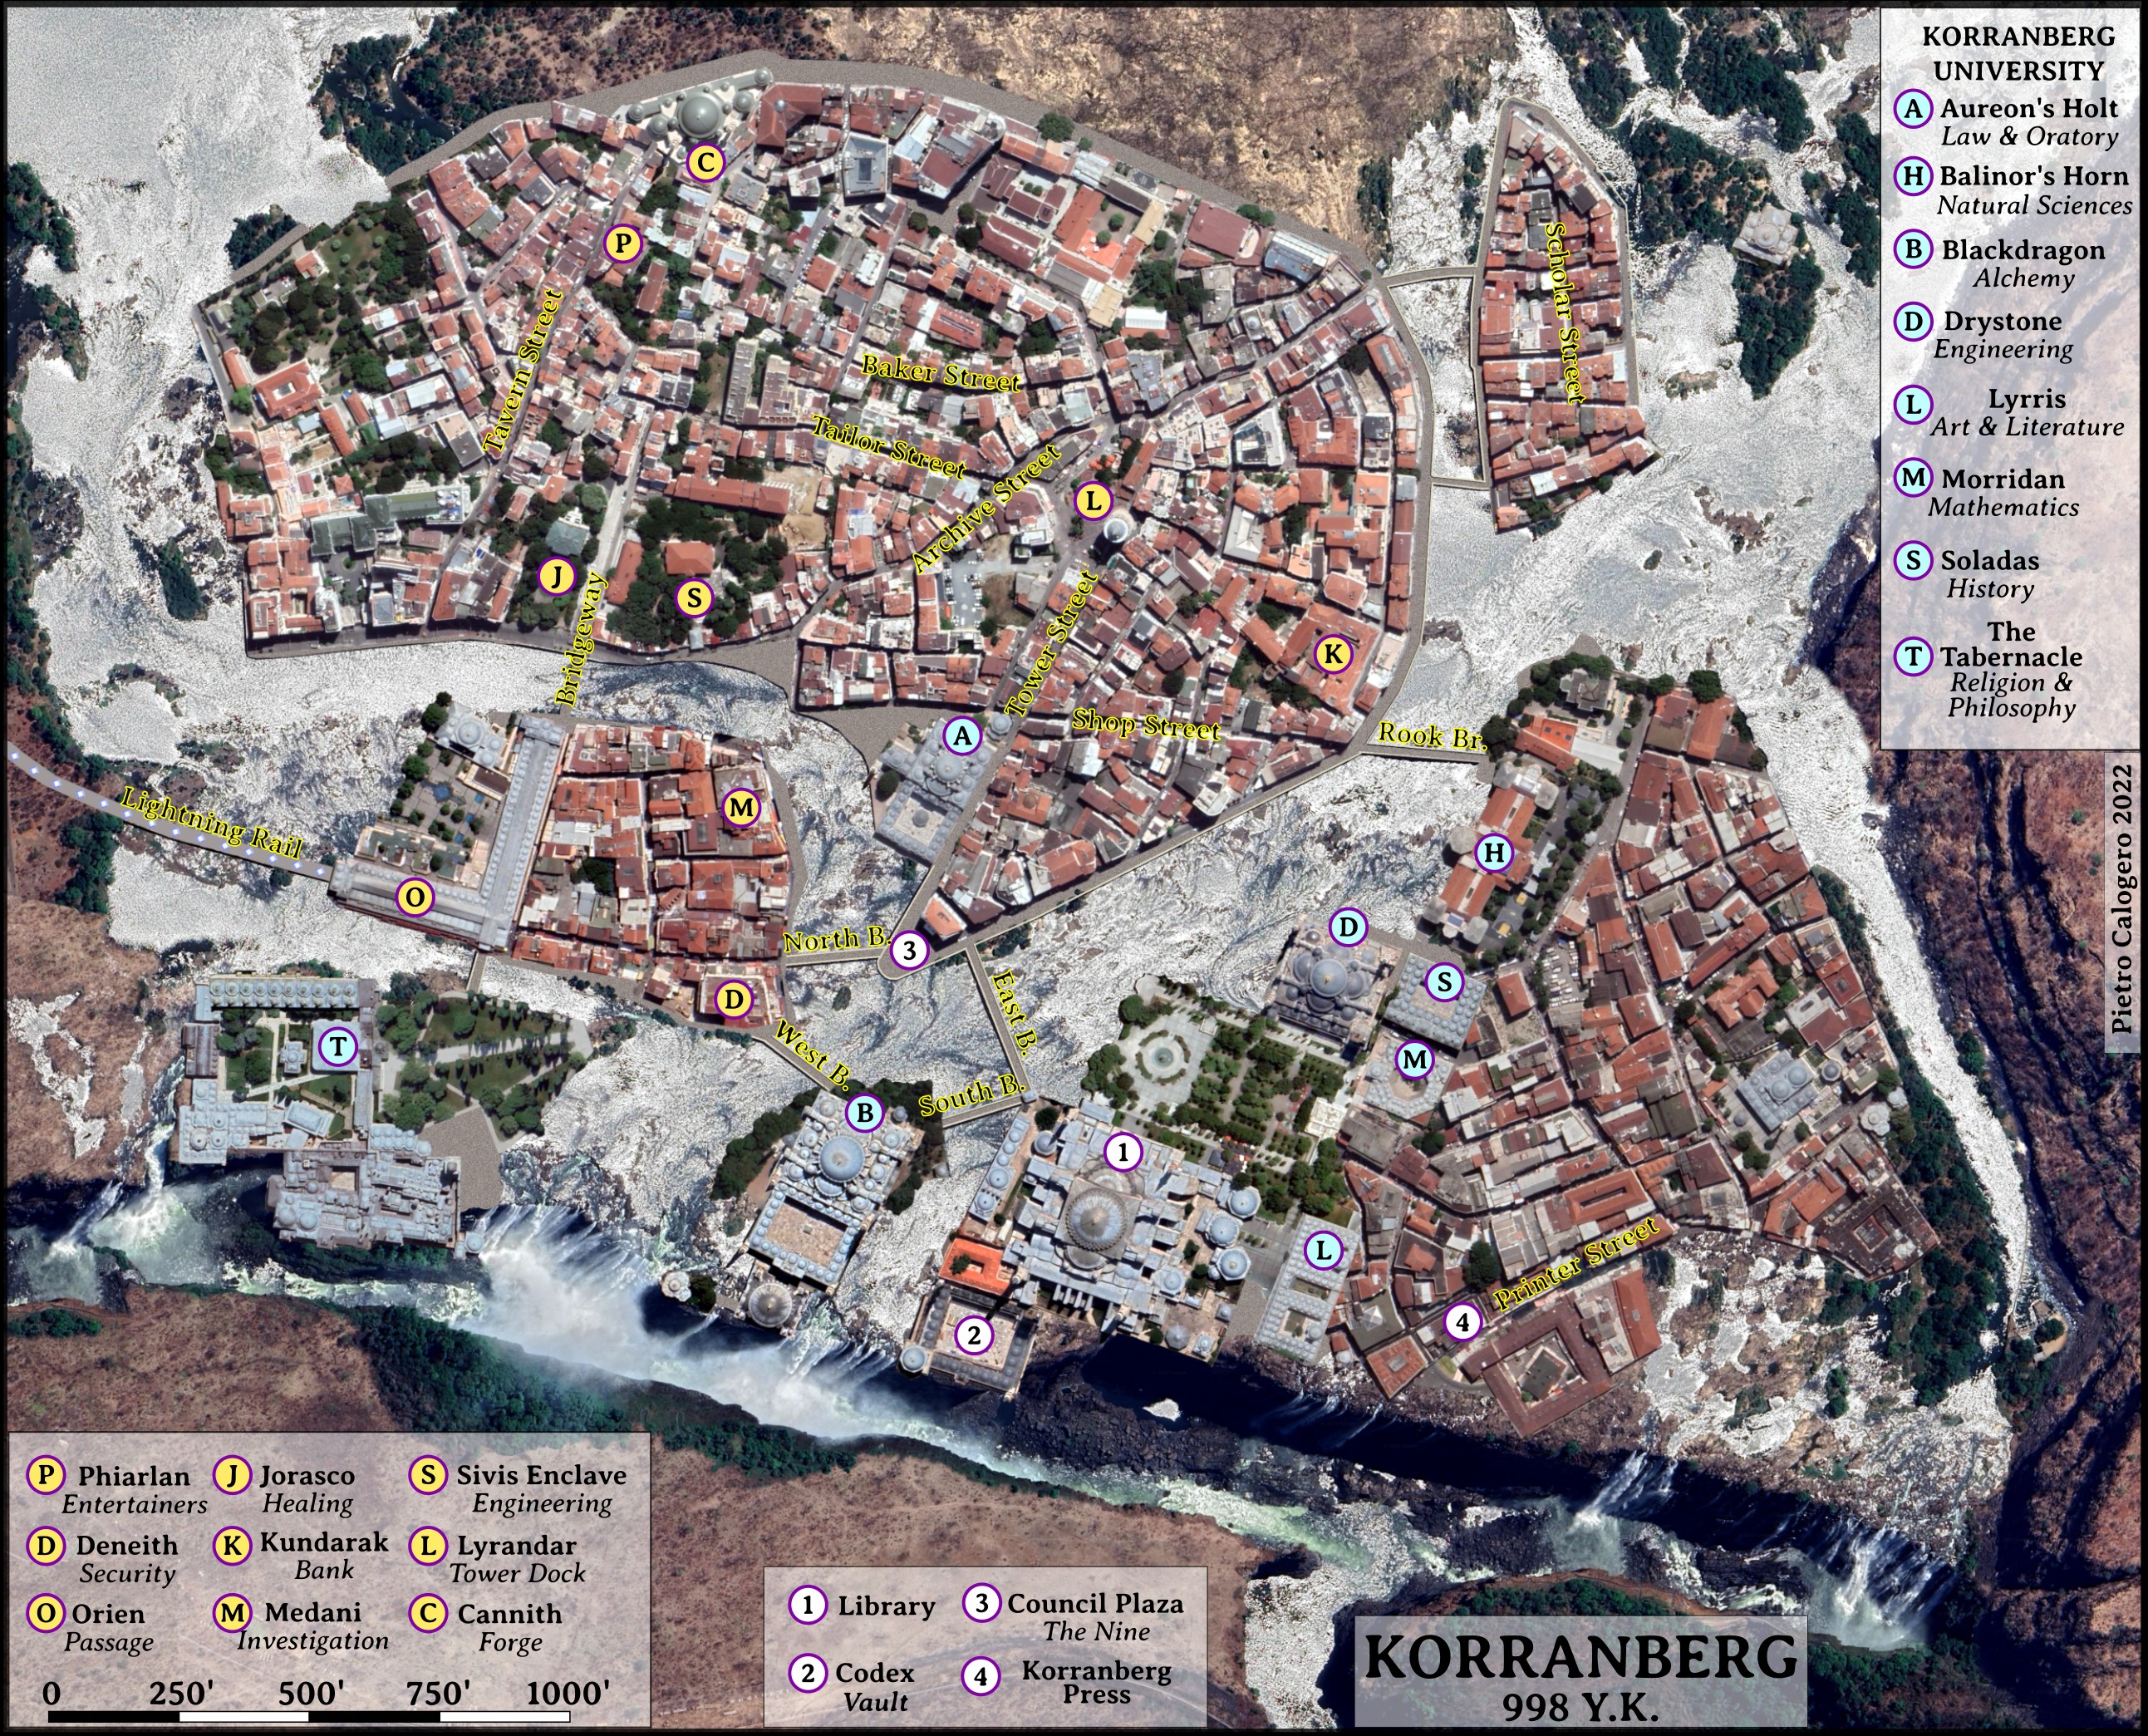 KORRANBERG
UNIVERSITY
A Aureon's Holt
Law & Oratory
H Balinor's Horn
Natural Sciences
B Blackdragon
Alchemy
D Drystone
Engineering
L Lyrris
Art & Literature
M Morridan
Mathematics
S Soladas
History
The
T Tabernacle
Religion &
Philosophy
Pietro Calogero 2022
C
P
Scholar Street
Tavern Street
Baker Street
Tailor Street
Archive Street
L
J
S
Bridgeway
Tower Street
K
A
Shop Street
Rook Br.
M
Lightning Rail
H
O
North B.
3
D
S
D
East B.
T
West B.
M
South B.
B
1
L
Printer Street
2
4
P Phiarlan
Entertainers
J Jorasco
Healing
S Sivis Enclave
Engineering
D Deneith
Security
K Kundarak
Bank
L Lyrandar
Tower Dock
O Orien
Passage
M Medani
Investigation
C Cannith
Forge
0 250' 500' 750' 1000'
1 Library
3 Council Plaza
The Nine
2 Codex
Vault
4 Korranberg
Press
KORRANBERG
998 Y.K.